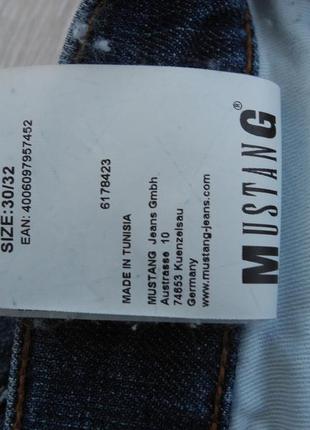 MUSTANG®
6178423
MADE IN TUNISIA
MUSTANG Jeans Gmbh
Austrasse 10
74653 Kuenzelsau
Germany
www.mustang-jeans.com
SIZE:30/32
EAN: 4006097957452